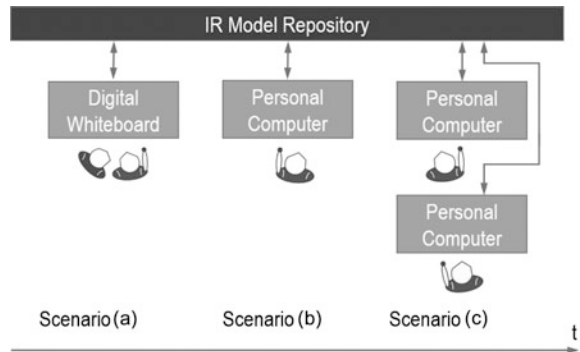 IR Model Repository
Digital
Whiteboard
Personal
Computer
Personal
Computer
Personal
Computer
Scenario (a)
Scenario (b)
Scenario (c)
t